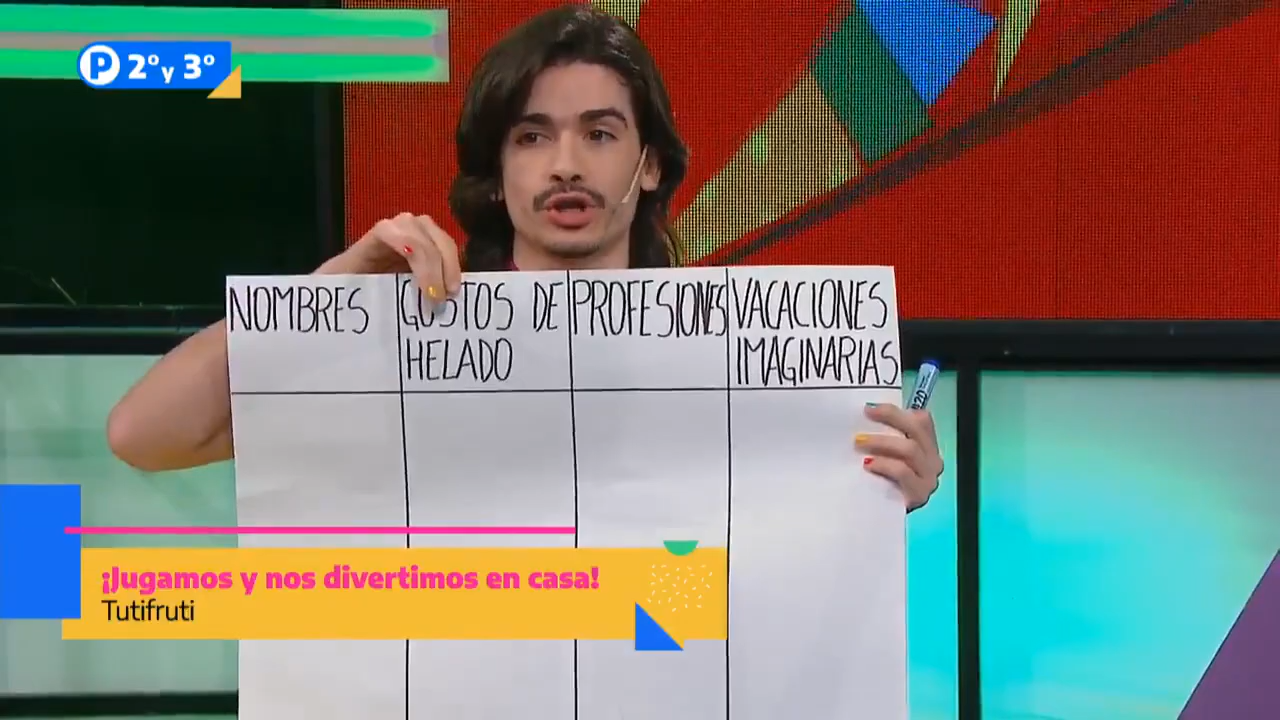 P 2° y 3°
NOMBRES
GUSTOS DE
HELADO
PROFESIONES
VACACIONES
IMAGINARIAS
¡Jugamos y nos divertimos en casa!
Tutifruti